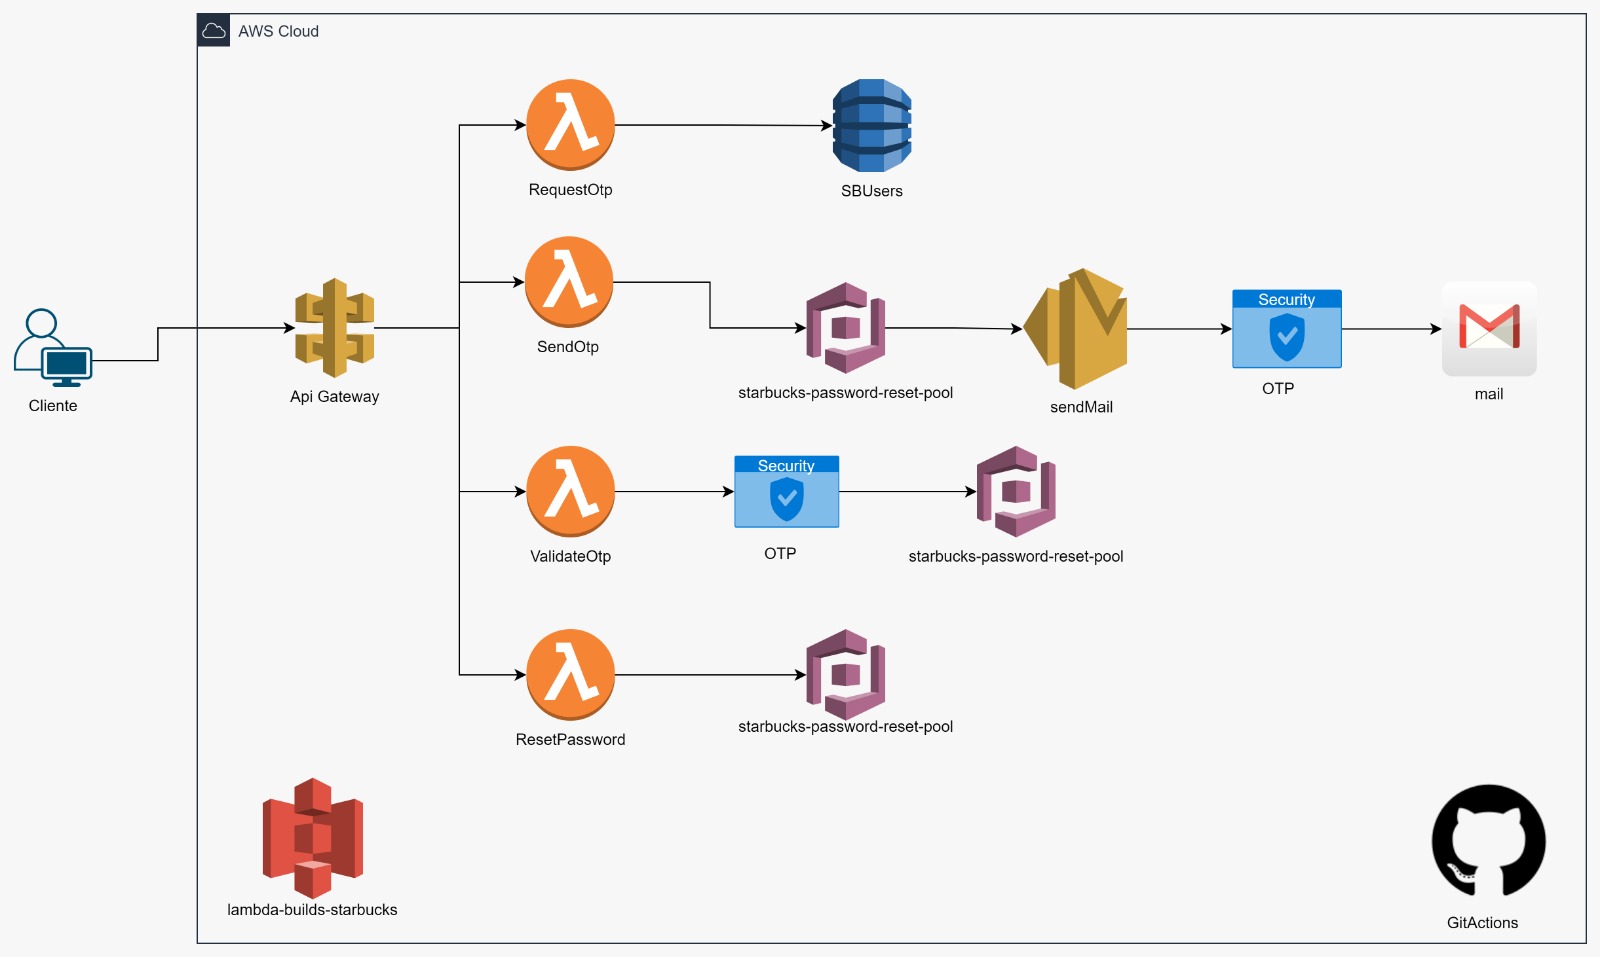 AWS Cloud
RequestOtp
SBUsers
Cliente
Api Gateway
SendOtp
starbucks-password-reset-pool
sendMail
Security
OTP
mail
ValidateOtp
Security
OTP
starbucks-password-reset-pool
ResetPassword
starbucks-password-reset-pool
lambda-builds-starbucks
GitActions